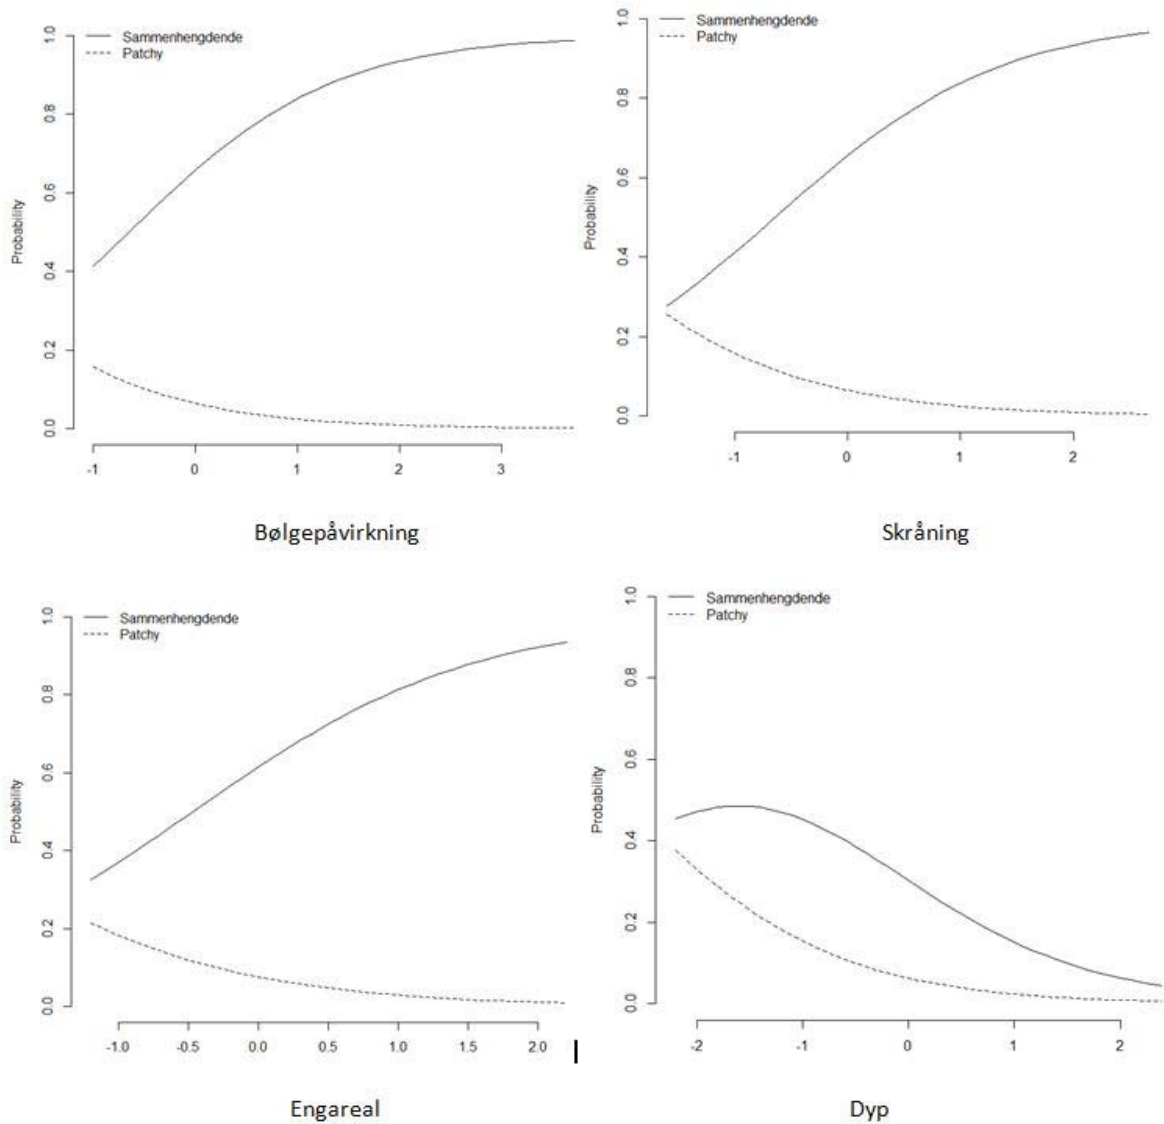 Sammenhengdende
Patchy
Probability
0.0 0.2 0.4 0.6 0.8 1.0
-1 0 1 2 3
Bølgepåvirkning
Sammenhengdende
Patchy
Probability
0.0 0.2 0.4 0.6 0.8 1.0
-1 0 1 2
Skråning
Sammenhengdende
Patchy
Probability
0.0 0.2 0.4 0.6 0.8 1.0
-1.0 -0.5 0.0 0.5 1.0 1.5 2.0
Engareal
Sammenhengdende
Patchy
Probability
0.0 0.2 0.4 0.6 0.8 1.0
-2 -1 0 1 2
Dyp